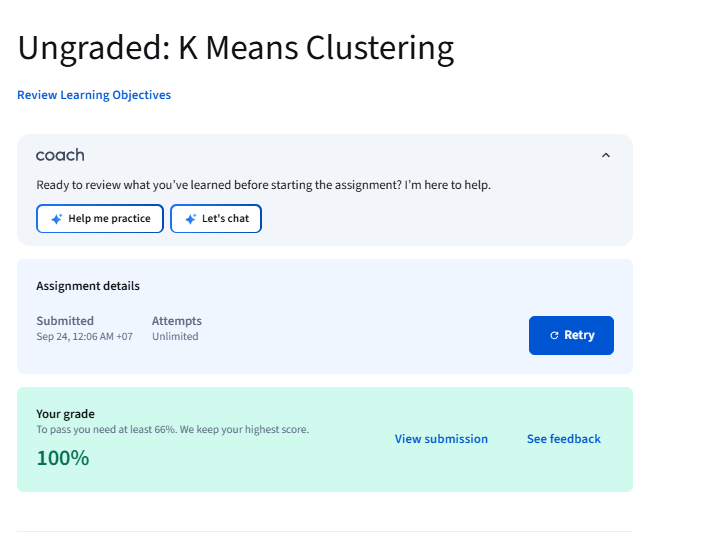 Ungraded: K Means Clustering
Review Learning Objectives
coach
Ready to review what you've learned before starting the assignment? I'm here to help.
Help me practice
Let's chat
Assignment details
Submitted
Sep 24, 12:06 AM +07
Attempts
Unlimited
Retry
Your grade
To pass you need at least 66%. We keep your highest score.
100%
View submission
See feedback